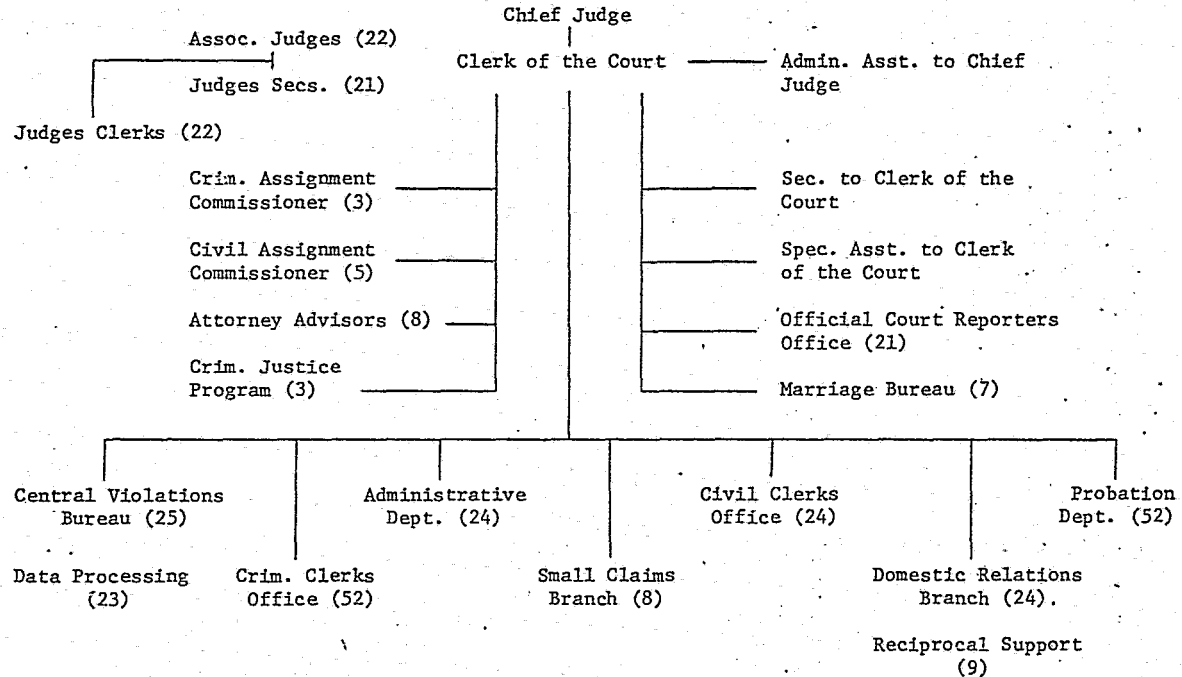 Chief Judge
Assoc. Judges (22)
Clerk of the Court
Admin. Asst. to Chief
Judge
Judges Secs. (21)
Judges Clerks (22)
Crim. Assignment
Commissioner (3)
Sec. to Clerk of the
Court
Civil Assignment
Commissioner (5)
Spec. Asst. to Clerk
of the Court
Attorney Advisors (8)
Official Court Reporters
Office (21)
Crim. Justice
Program (3)
Marriage Bureau (7)
Central Violations
Bureau (25)
Administrative
Dept. (24)
Civil Clerks
Office (24)
Probation
Dept. (52)
Data Processing
(23)
Crim. Clerks
Office (52)
Small Claims
Branch (8)
Domestic Relations
Branch (24).
Reciprocal Support
(9)